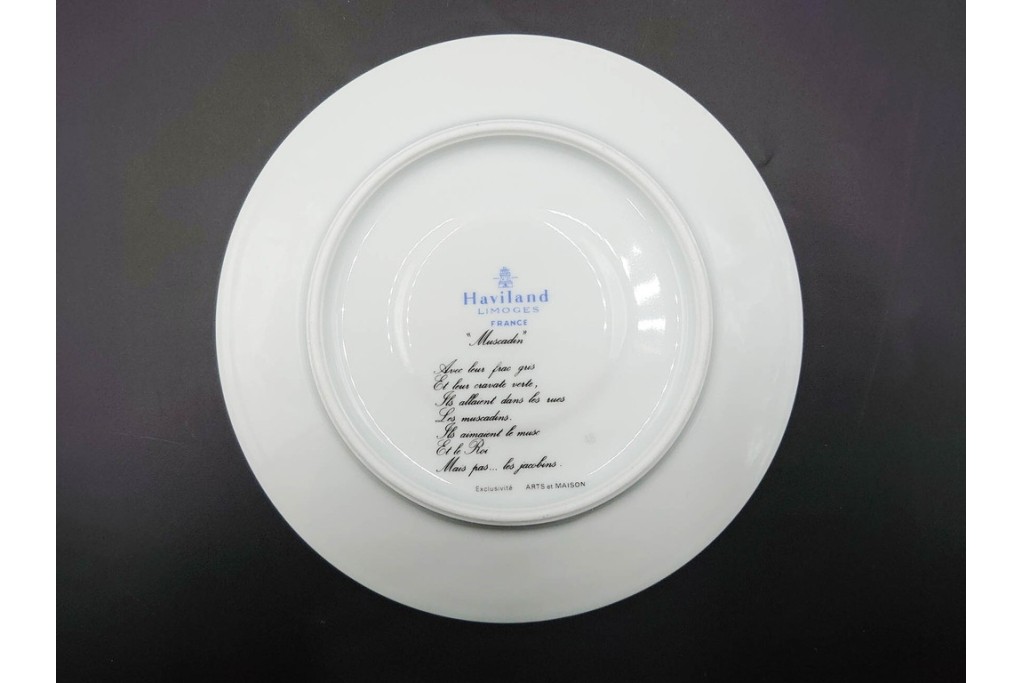 Haviland
LIMOGES
FRANCE
"Muscadin"
Avec leur frac gris
Et leur cravate verte,
Ils allaient dans les rues
Les muscadins.
Ils aimaient le musc
Et le Roi
Mais pas... les jacobins.
Exclusivité ARTS et MAISON